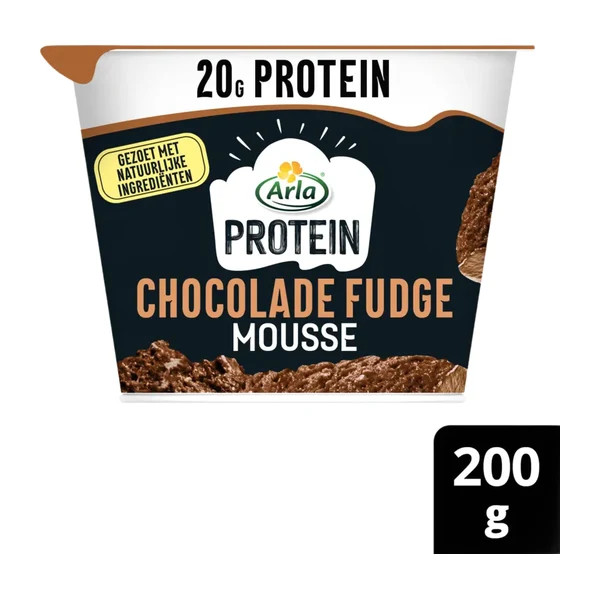 20G PROTEIN
GEZOET MET
NATUURLIJKE
INGREDIËNTEN
Arla
PROTEIN
CHOCOLADE FUDGE
MOUSSE
200
g